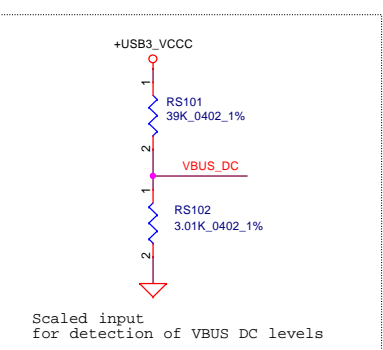 +USB3_VCCC
1
RS101
39K_0402_1%
2
VBUS_DC
1
RS102
3.01K_0402_1%
2
Scaled input
for detection of VBUS DC levels